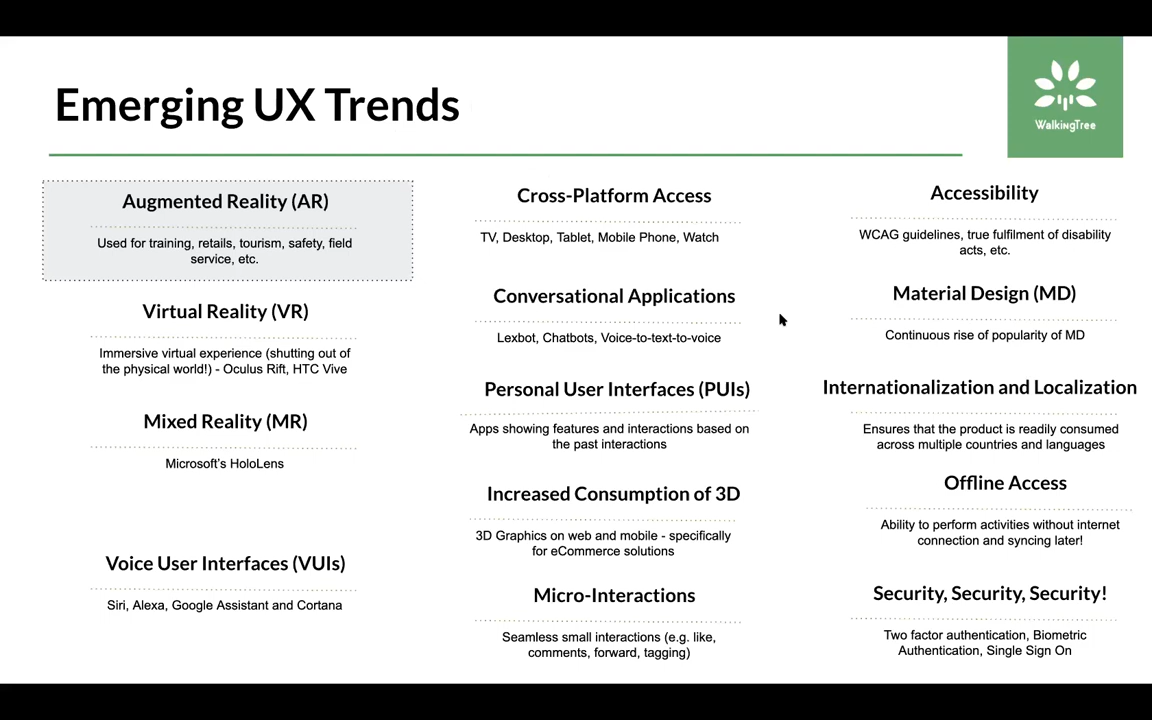 Emerging UX Trends
WalkingTree
Augmented Reality (AR)
Used for training, retails, tourism, safety, field
service, etc.
Virtual Reality (VR)
Immersive virtual experience (shutting out of
the physical world!) - Oculus Rift, HTC Vive
Mixed Reality (MR)
Microsoft's HoloLens
Voice User Interfaces (VUIs)
Siri, Alexa, Google Assistant and Cortana
Cross-Platform Access
TV, Desktop, Tablet, Mobile Phone, Watch
Conversational Applications
Lexbot, Chatbots, Voice-to-text-to-voice
Personal User Interfaces (PUIs)
Apps showing features and interactions based on
the past interactions
Increased Consumption of 3D
3D Graphics on web and mobile - specifically
for eCommerce solutions
Micro-Interactions
Seamless small interactions (e.g. like,
comments, forward, tagging)
Accessibility
WCAG guidelines, true fulfilment of disability
acts, etc.
Material Design (MD)
Continuous rise of popularity of MD
Internationalization and Localization
Ensures that the product is readily consumed
across multiple countries and languages
Offline Access
Ability to perform activities without internet
connection and syncing later!
Security, Security, Security!
Two factor authentication, Biometric
Authentication, Single Sign On